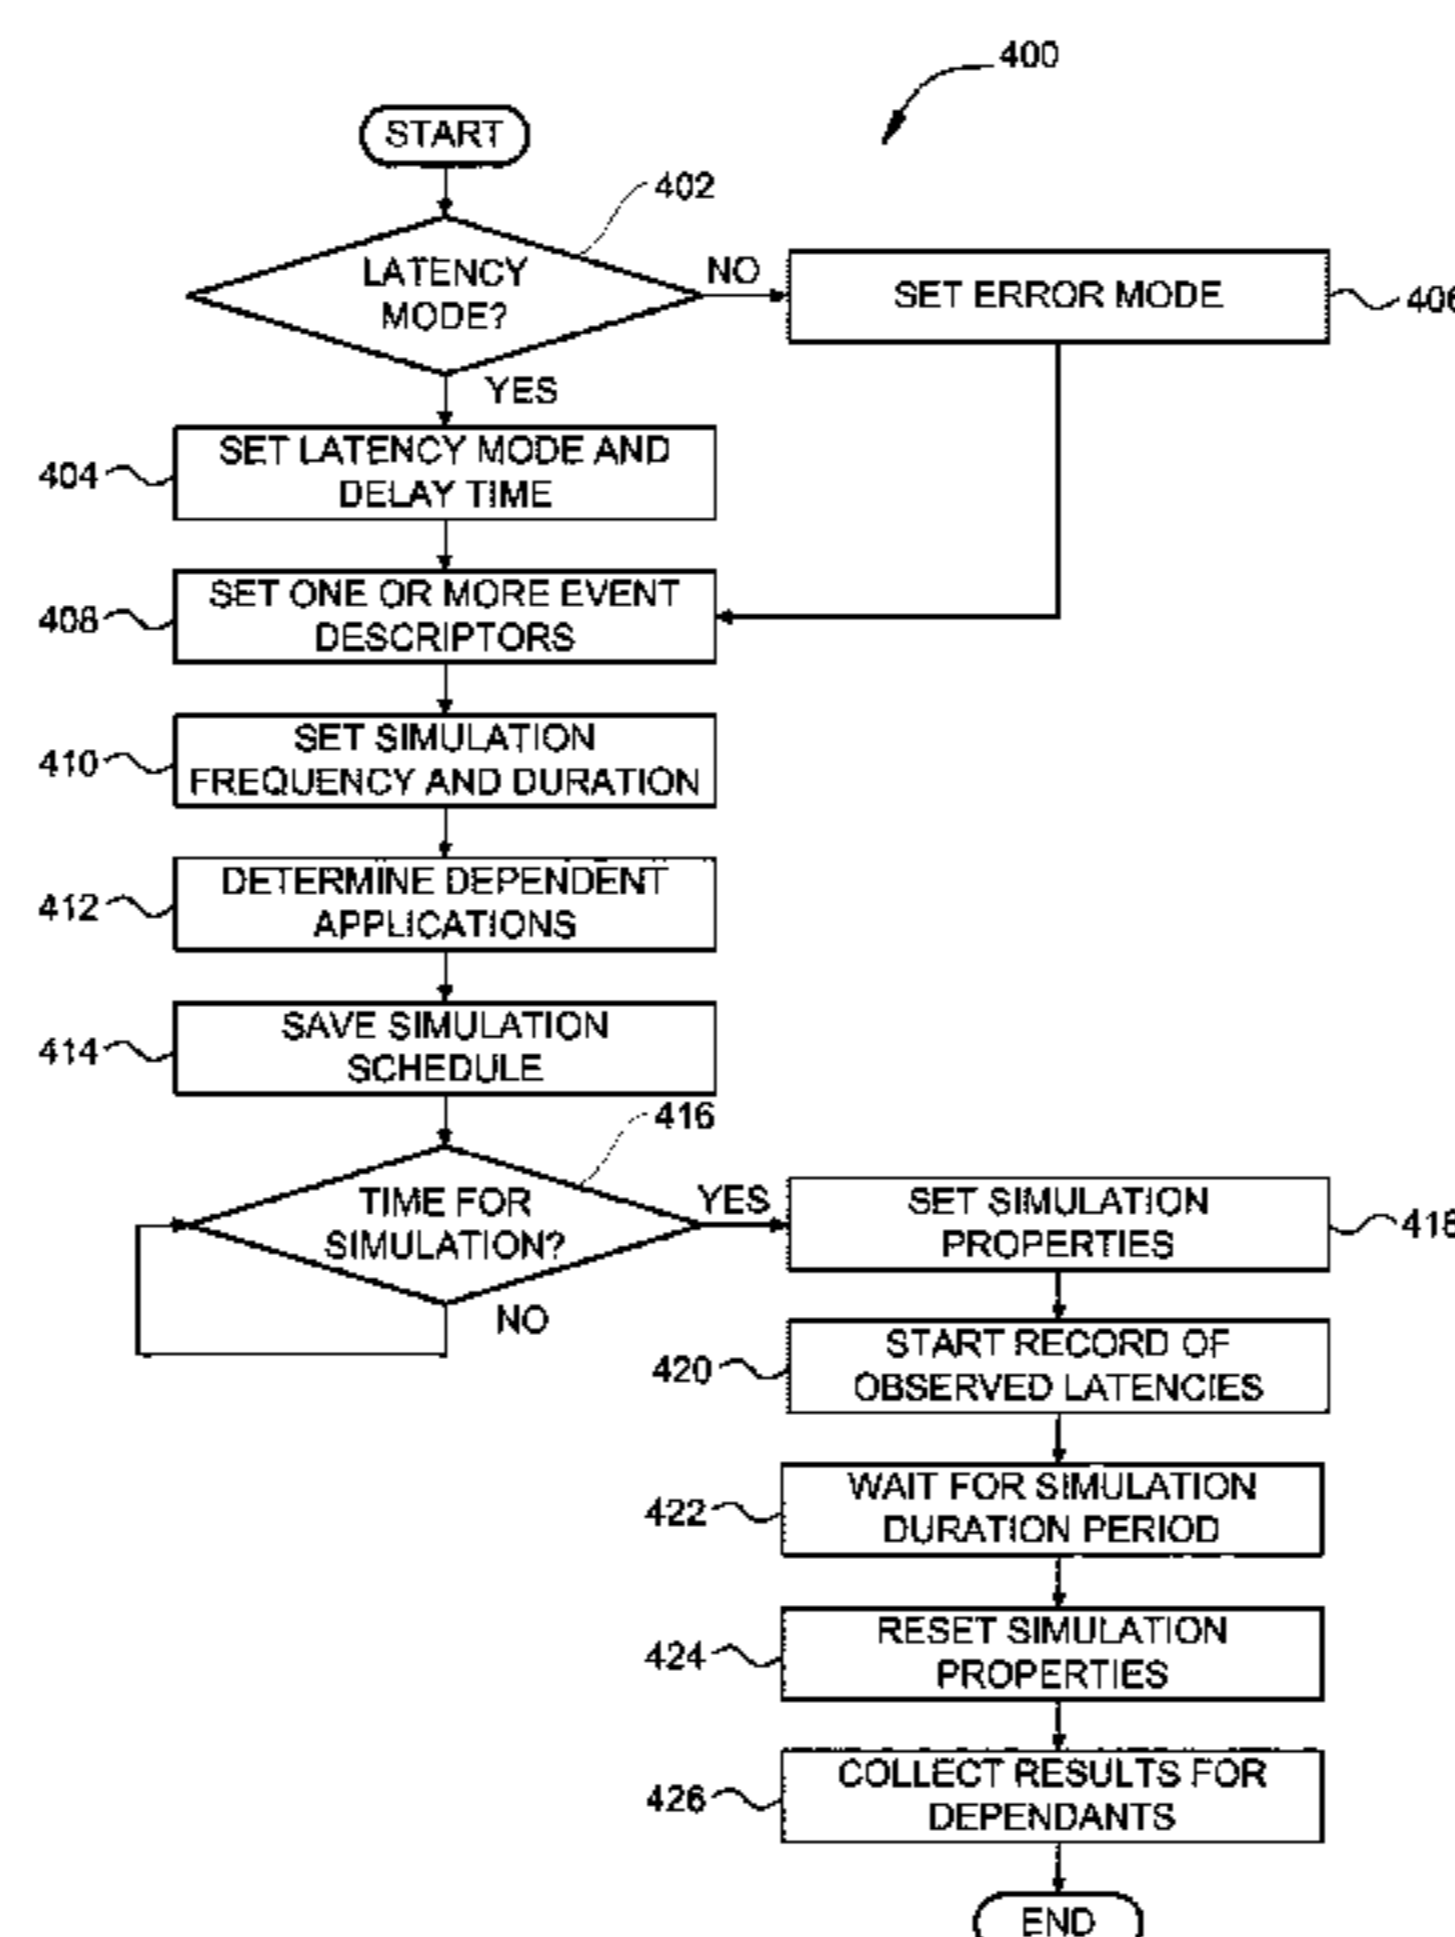 400
START
402
LATENCY
MODE?
NO
SET ERROR MODE
406
YES
404
SET LATENCY MODE AND
DELAY TIME
408
SET ONE OR MORE EVENT
DESCRIPTORS
410
SET SIMULATION
FREQUENCY AND DURATION
412
DETERMINE DEPENDENT
APPLICATIONS
414
SAVE SIMULATION
SCHEDULE
416
TIME FOR
SIMULATION?
YES
SET SIMULATION
PROPERTIES
418
NO
420
START RECORD OF
OBSERVED LATENCIES
422
WAIT FOR SIMULATION
DURATION PERIOD
424
RESET SIMULATION
PROPERTIES
426
COLLECT RESULTS FOR
DEPENDANTS
END